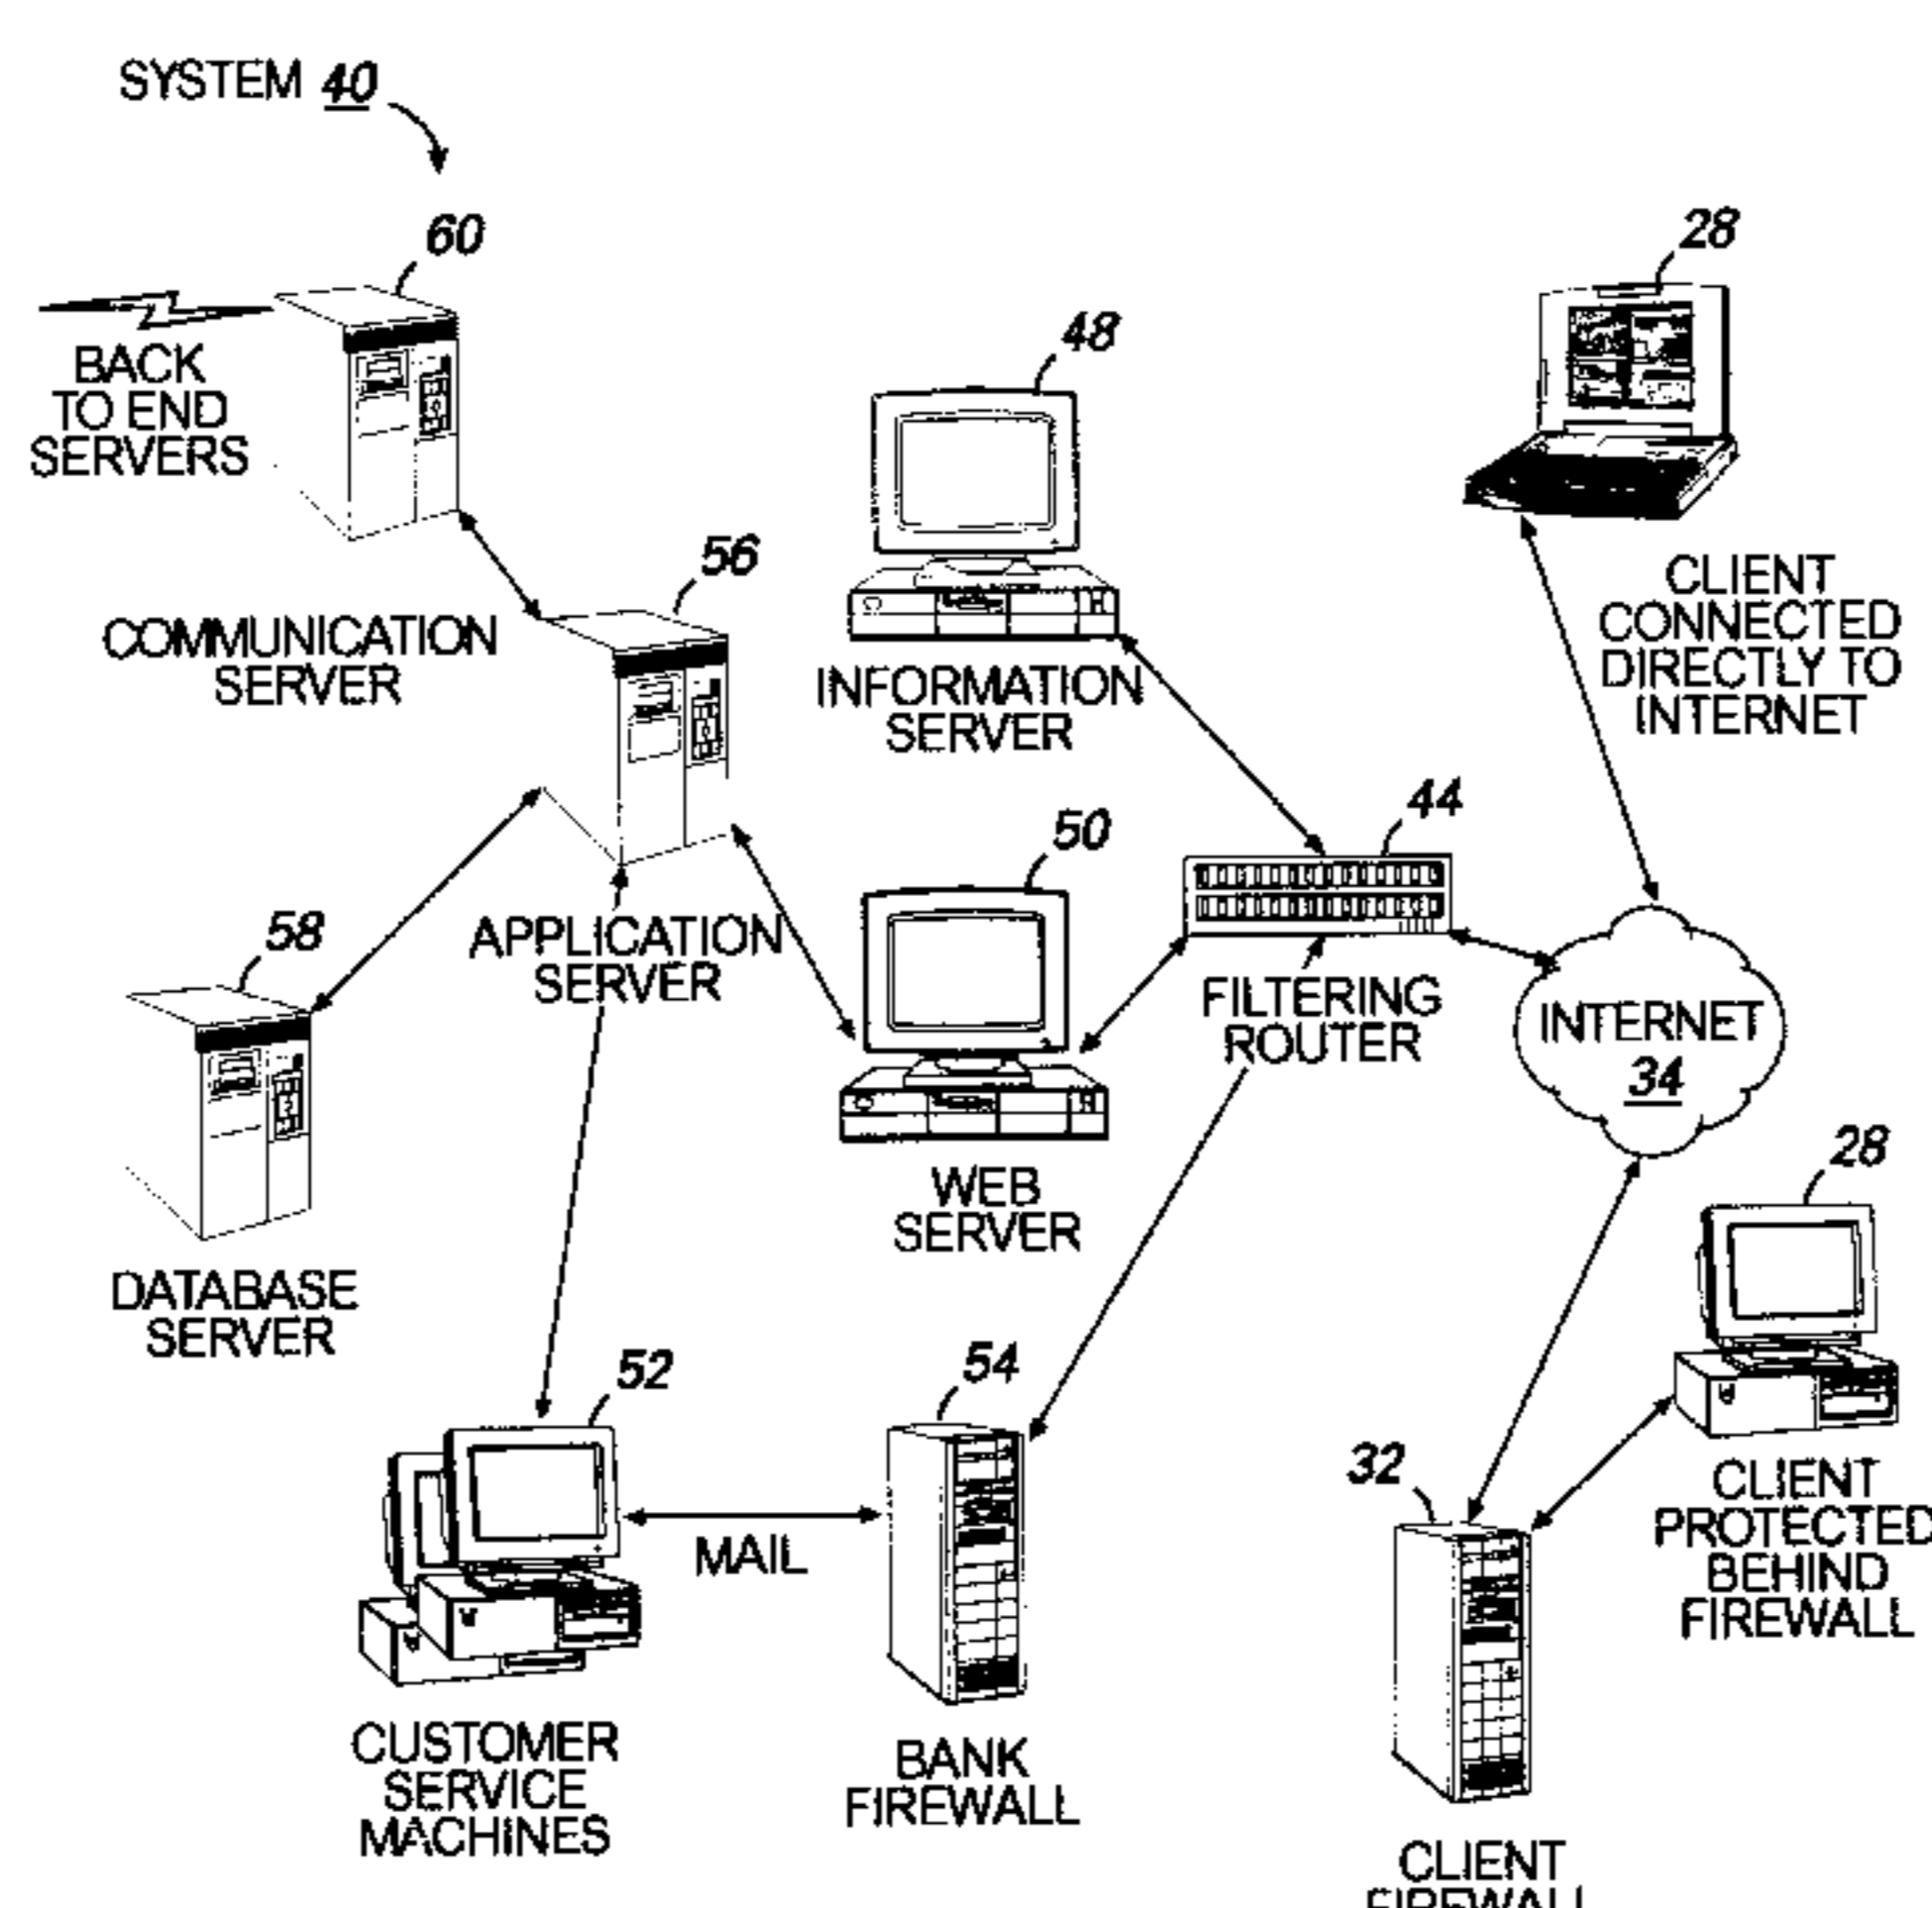 SYSTEM 40
60
BACK
TO END
SERVERS
COMMUNICATION
SERVER
56
48
INFORMATION
SERVER
28
CLIENT
CONNECTED
DIRECTLY TO
INTERNET
44
FILTERING
ROUTER
50
WEB
SERVER
APPLICATION
SERVER
58
DATABASE
SERVER
INTERNET
34
28
CLIENT
PROTECTED
BEHIND
FIREWALL
52
MAIL
54
CUSTOMER
SERVICE
MACHINES
BANK
FIREWALL
32
CLIENT
FIREWALL